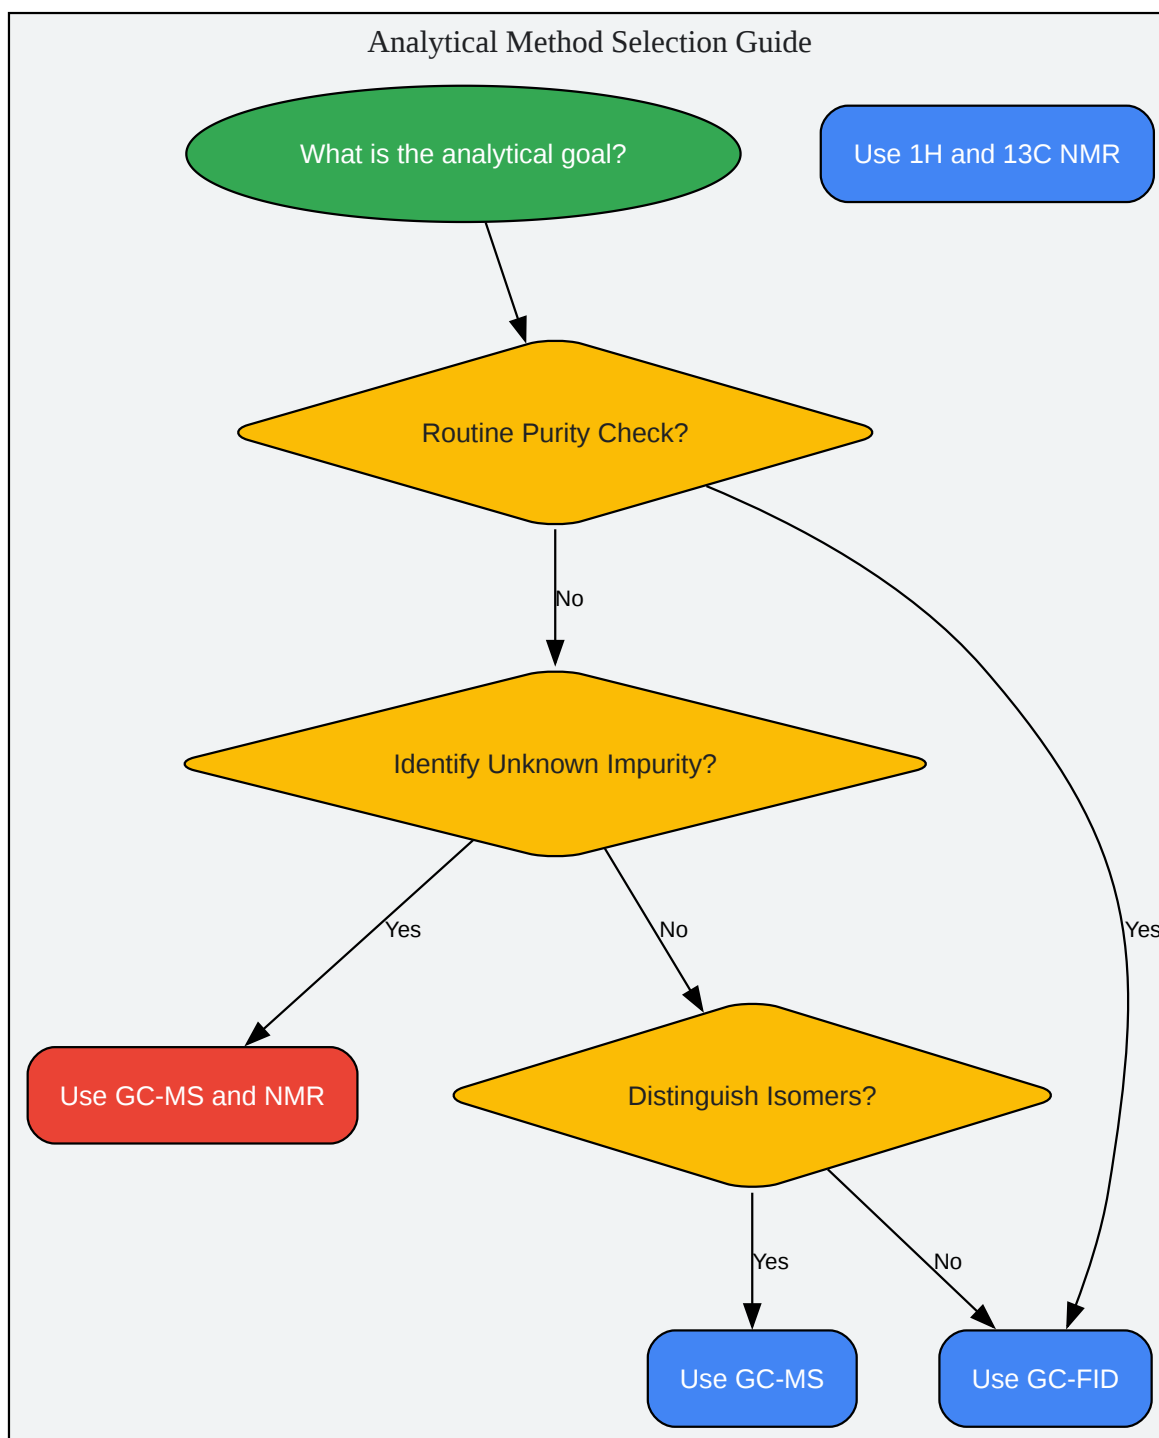 Analytical Method Selection Guide
What is the analytical goal?
Use 1H and 13C NMR
Routine Purity Check?
No
Identify Unknown Impurity?
Yes
No
Yes
Use GC-MS and NMR
Distinguish Isomers?
Yes
No
Use GC-MS
Use GC-FID